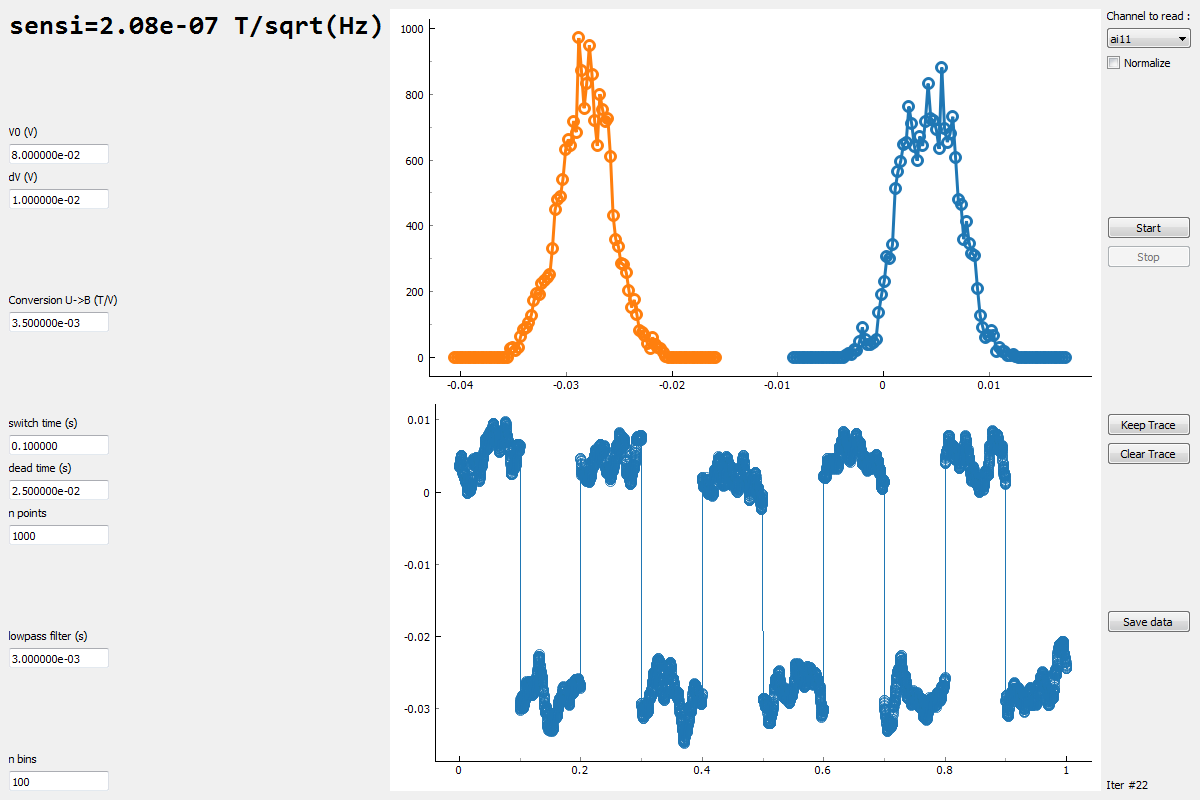 sensi=2.08e-07 T/sqrt(Hz)
V0 (V)
8.000000e-02
dV (V)
1.000000e-02
Conversion U->B (T/V)
3.500000e-03
switch time (s)
0.100000
dead time (s)
2.500000e-02
n points
1000
lowpass filter (s)
3.000000e-03
n bins
100
1000
800
600
400
200
0
-0.04 -0.03 -0.02 -0.01 0 0.01
0.01
0
-0.01
-0.02
-0.03
0 0.2 0.4 0.6 0.8 1
Channel to read :
ai11
Normalize
Start
Stop
Keep Trace
Clear Trace
Save data
Iter #22